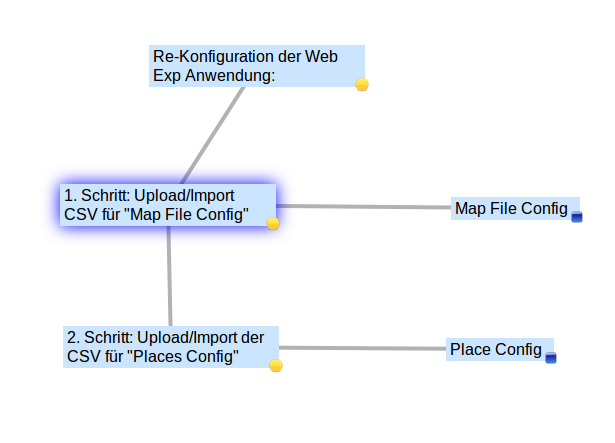 Re-Konfiguration der Web
Exp Anwendung:
1. Schritt: Upload/Import
CSV für "Map File Config"
Map File Config
2. Schritt: Upload/Import der
CSV für "Places Config"
Place Config